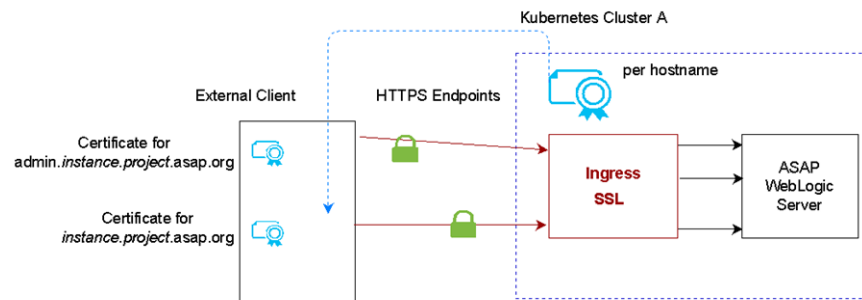 Kubernetes Cluster A
per hostname
External Client
HTTPS Endpoints
Certificate for
admin.instance.project.asap.org
Ingress
SSL
ASAP
WebLogic
Server
Certificate for
instance.project.asap.org